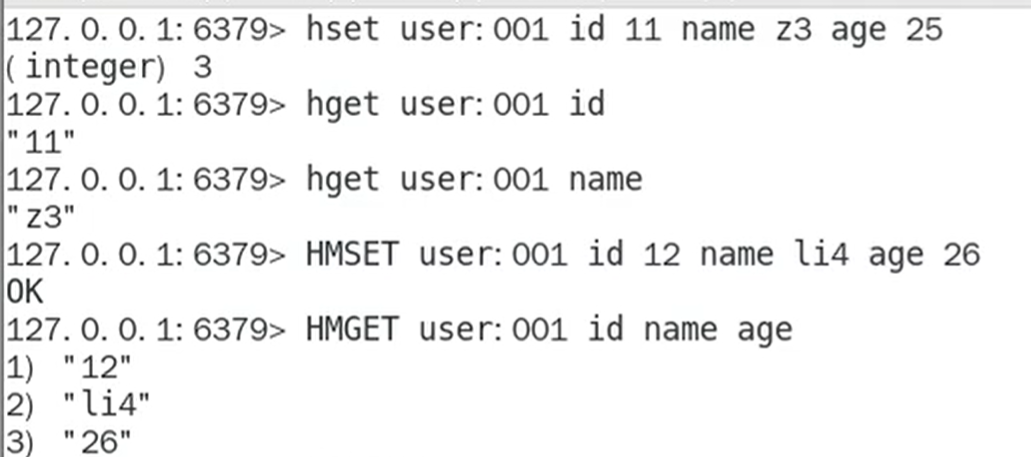 127.0.0.1:6379> hset user:001 id 11 name z3 age 25
(integer) 3
127.0.0.1:6379> hget user:001 id
"11"
127.0.0.1:6379> hget user:001 name
"z3"
127.0.0.1:6379> HMSET user:001 id 12 name li4 age 26
OK
127.0.0.1:6379> HMGET user:001 id name age
1) "12"
2) "li4"
3) "26"